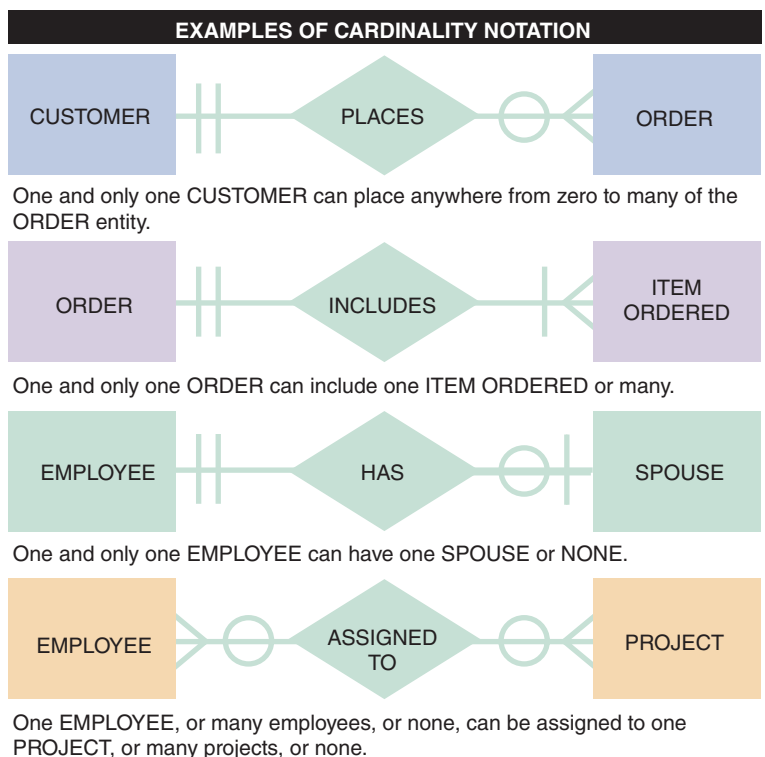 EXAMPLES OF CARDINALITY NOTATION
CUSTOMER PLACES ORDER
One and only one CUSTOMER can place anywhere from zero to many of the
ORDER entity.
ORDER INCLUDES ITEM
ORDERED
One and only one ORDER can include one ITEM ORDERED or many.
EMPLOYEE HAS SPOUSE
One and only one EMPLOYEE can have one SPOUSE or NONE.
EMPLOYEE ASSIGNED
TO PROJECT
One EMPLOYEE, or many employees, or none, can be assigned to one
PROJECT, or many projects, or none.